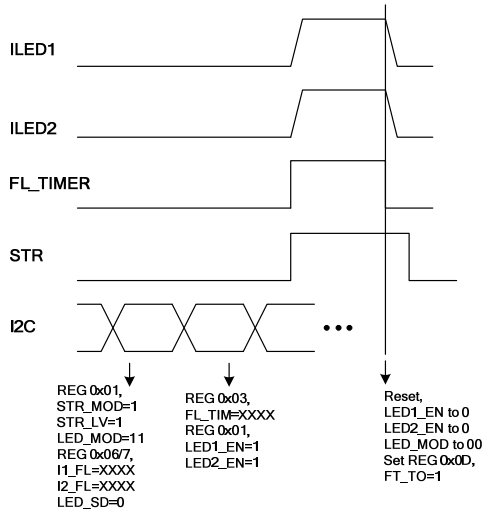 ILED1
ILED2
FL_TIMER
STR
I2C
REG 0x01,
STR_MOD=1
STR_LV=1
LED_MOD=11
REG 0x06/7,
I1_FL=XXXX
I2_FL=XXXX
LED_SD=0
REG 0x03,
FL_TIM=XXXX
REG 0x01,
LED1_EN=1
LED2_EN=1
Reset,
LED1_EN to 0
LED2_EN to 0
LED_MOD to 00
Set REG 0x0D,
FT_TO=1